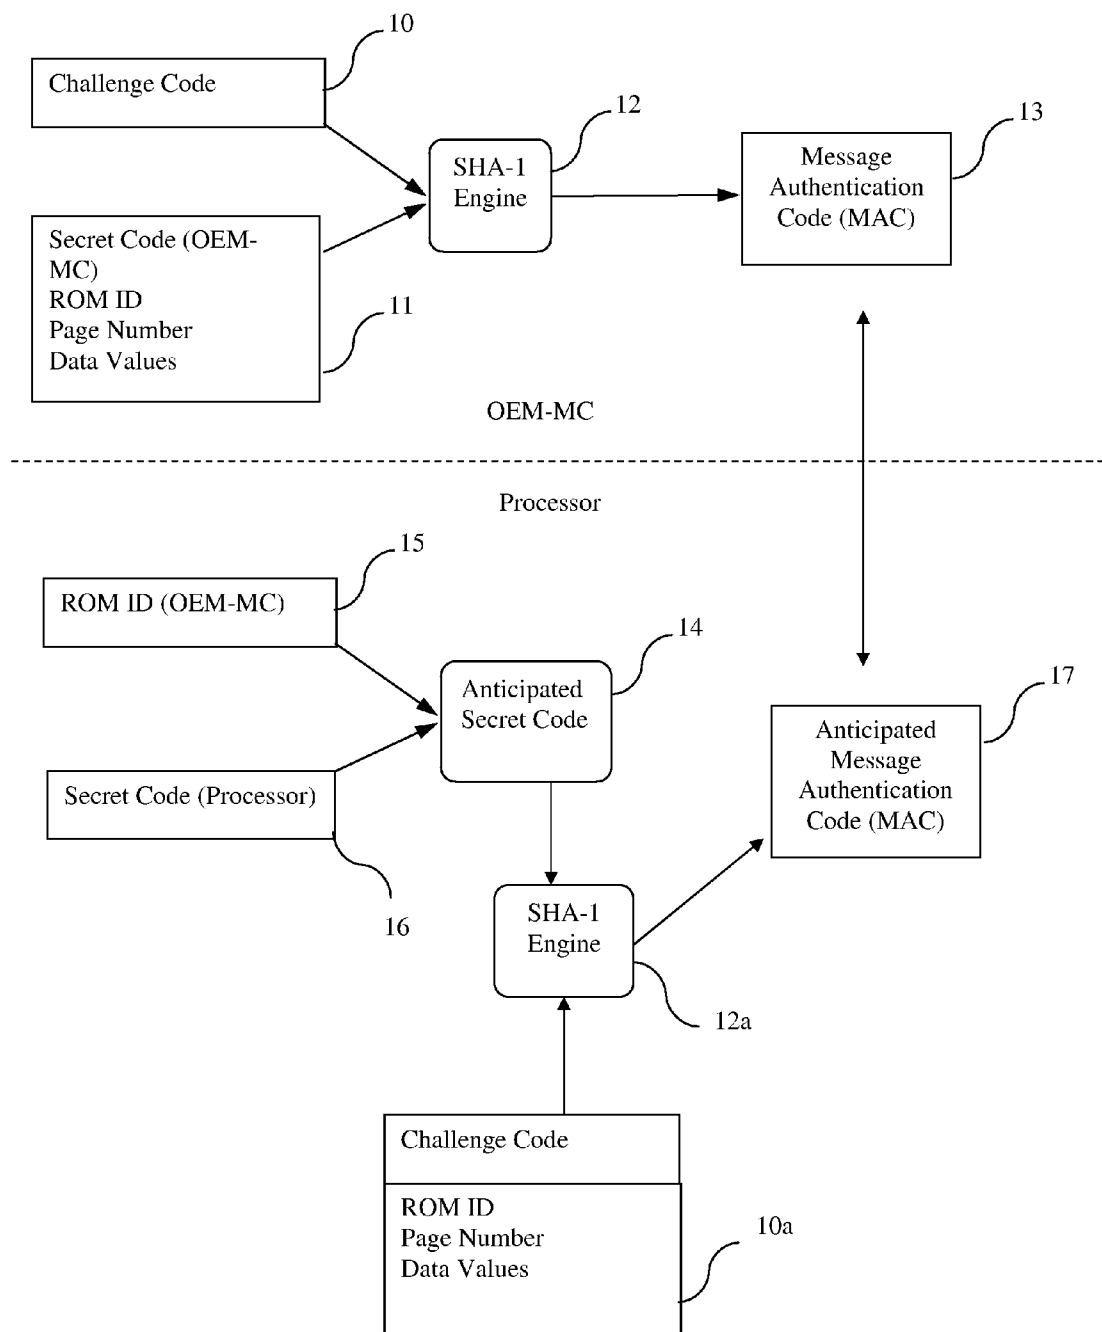 10
Challenge Code
12
13
SHA-1
Engine
Message
Authentication
Code (MAC)
Secret Code (OEM-
MC)
ROM ID
Page Number
Data Values
11
OEM-MC
Processor
15
ROM ID (OEM-MC)
14
Anticipated
Secret Code
17
Anticipated
Message
Authentication
Code (MAC)
Secret Code (Processor)
16
SHA-1
Engine
12a
Challenge Code
ROM ID
Page Number
Data Values
10a